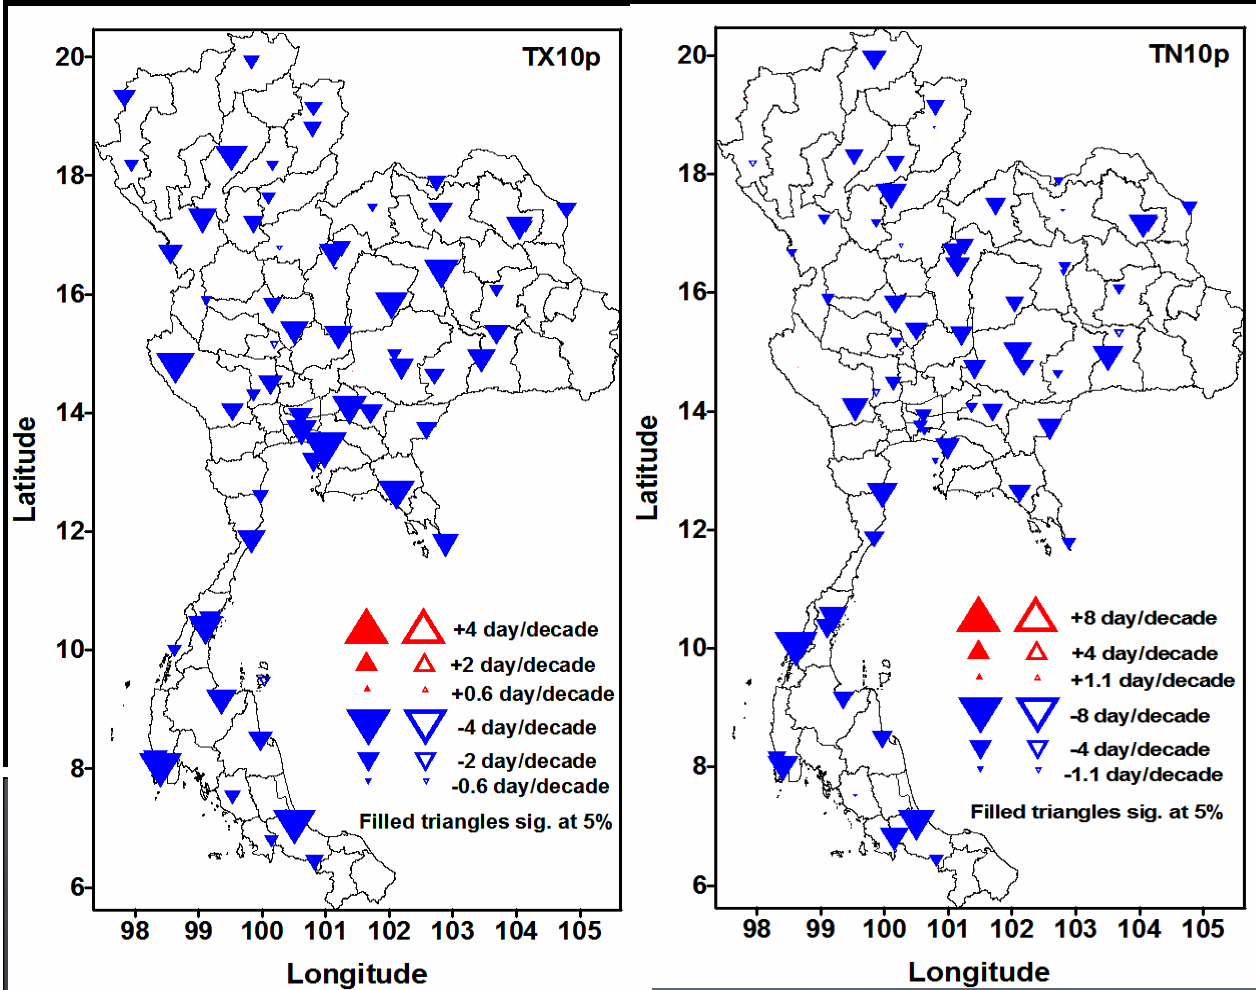 TX10p
20
18
16
14
12
10
8
6
Latitude
+4 day/decade
+2 day/decade
+0.6 day/decade
-4 day/decade
-2 day/decade
-0.6 day/decade
Filled triangles sig. at 5%
98 99 100 101 102 103 104 105
Longitude
TN10p
20
18
16
14
12
10
8
6
Latitude
+8 day/decade
+4 day/decade
+1.1 day/decade
-8 day/decade
-4 day/decade
-1.1 day/decade
Filled triangles sig. at 5%
98 99 100 101 102 103 104 105
Longitude